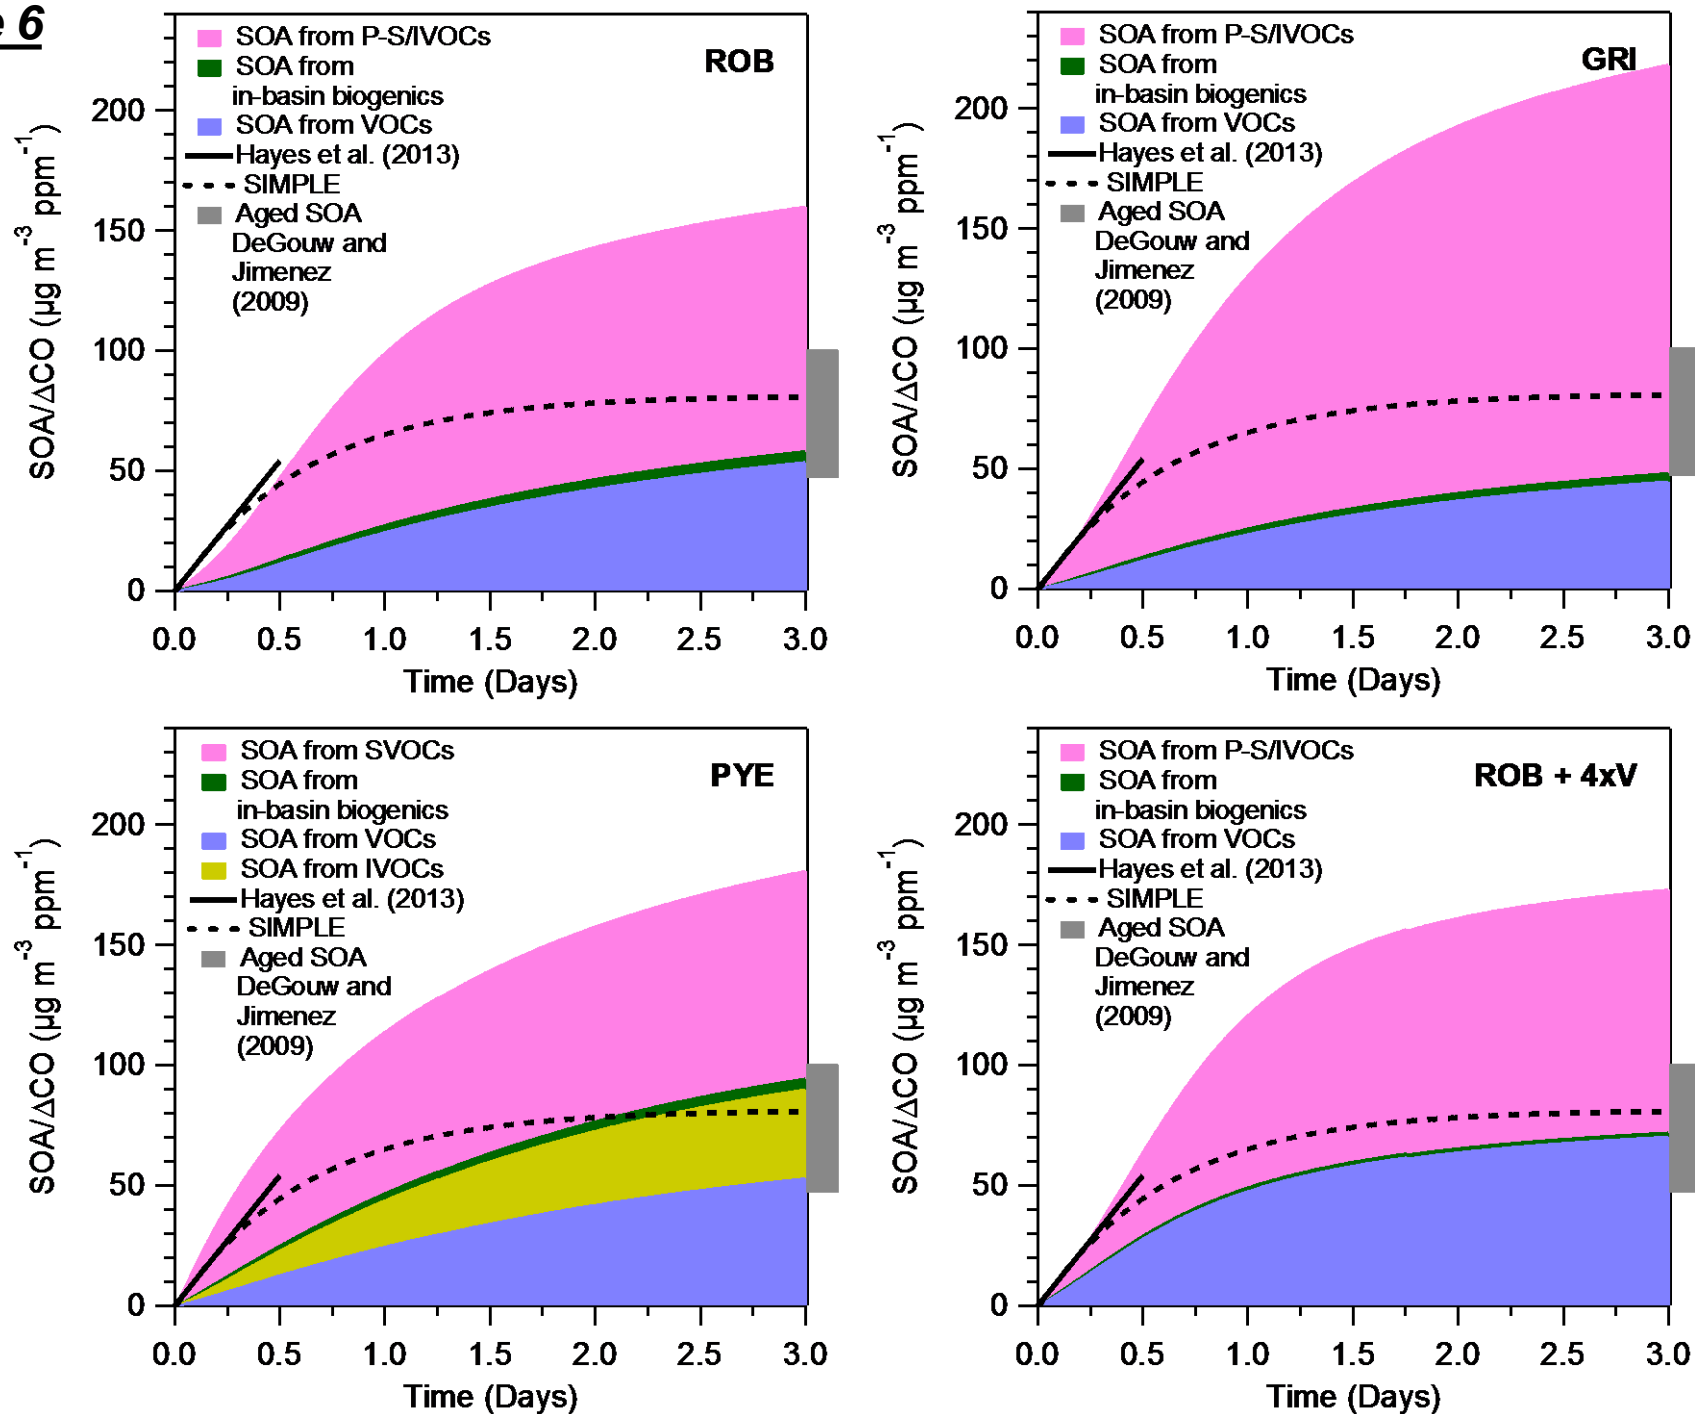 e 6
SOA from P-S/IVOCs
SOA from
in-basin biogenics
SOA from VOCs
Hayes et al. (2013)
SIMPLE
Aged SOA
DeGouw and
Jimenez
(2009)
ROB
200
150
100
50
0
SOA/ΔCO (µg m⁻³ ppm⁻¹)
0.0 0.5 1.0 1.5 2.0 2.5 3.0
Time (Days)
SOA from P-S/IVOCs
SOA from
in-basin biogenics
SOA from VOCs
Hayes et al. (2013)
SIMPLE
Aged SOA
DeGouw and
Jimenez
(2009)
GRI
200
150
100
50
0
SOA/ΔCO (µg m⁻³ ppm⁻¹)
0.0 0.5 1.0 1.5 2.0 2.5 3.0
Time (Days)
SOA from SVOCs
SOA from
in-basin biogenics
SOA from VOCs
SOA from IVOCs
Hayes et al. (2013)
SIMPLE
Aged SOA
DeGouw and
Jimenez
(2009)
PYE
200
150
100
50
0
SOA/ΔCO (µg m⁻³ ppm⁻¹)
0.0 0.5 1.0 1.5 2.0 2.5 3.0
Time (Days)
SOA from P-S/IVOCs
SOA from
in-basin biogenics
SOA from VOCs
Hayes et al. (2013)
SIMPLE
Aged SOA
DeGouw and
Jimenez
(2009)
ROB + 4xV
200
150
100
50
0
SOA/ΔCO (µg m⁻³ ppm⁻¹)
0.0 0.5 1.0 1.5 2.0 2.5 3.0
Time (Days)